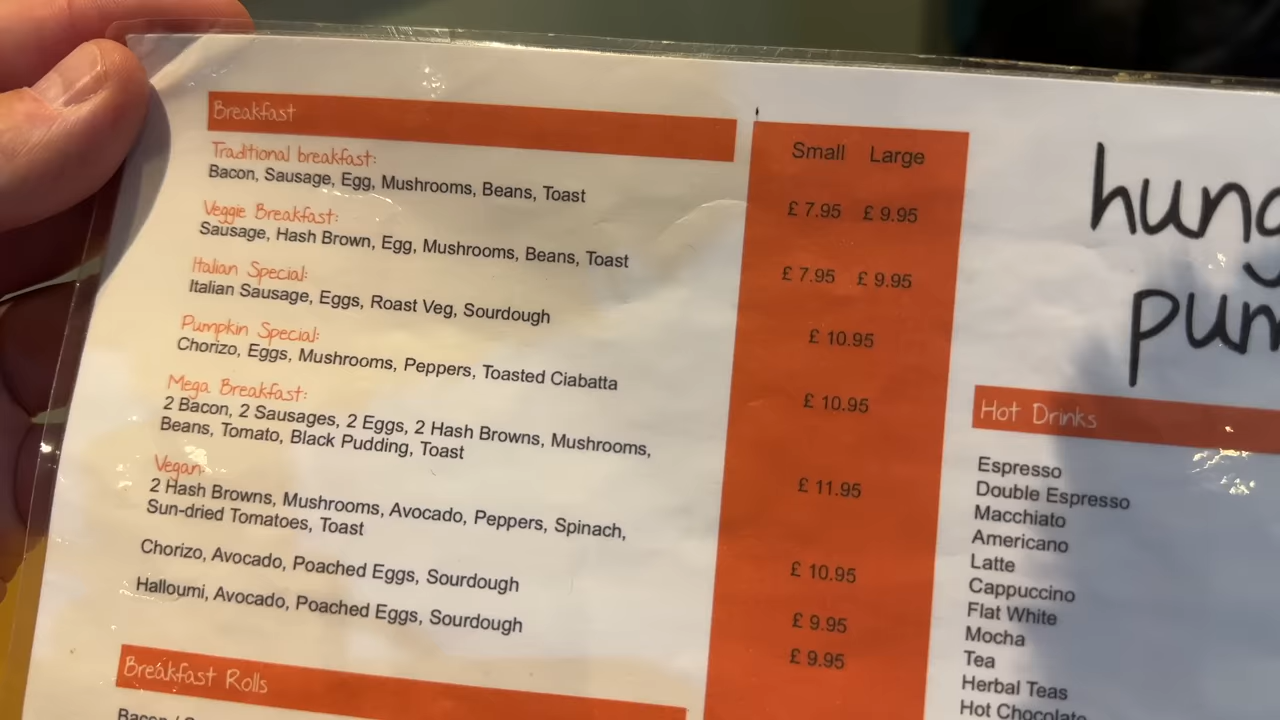 Breakfast
Small Large
Traditional breakfast:
Bacon, Sausage, Egg, Mushrooms, Beans, Toast
£ 7.95 £ 9.95
Veggie Breakfast:
Sausage, Hash Brown, Egg, Mushrooms, Beans, Toast
£ 7.95 £ 9.95
Italian Special:
Italian Sausage, Eggs, Roast Veg, Sourdough
£ 10.95
Pumpkin Special:
Chorizo, Eggs, Mushrooms, Peppers, Toasted Ciabatta
£ 10.95
Mega Breakfast:
2 Bacon, 2 Sausages, 2 Eggs, 2 Hash Browns, Mushrooms,
Beans, Tomato, Black Pudding, Toast
£ 11.95
Vegan:
2 Hash Browns, Mushrooms, Avocado, Peppers, Spinach,
Sun-dried Tomatoes, Toast
£ 10.95
Chorizo, Avocado, Poached Eggs, Sourdough
£ 9.95
Halloumi, Avocado, Poached Eggs, Sourdough
£ 9.95
Breakfast Rolls
Hot Drinks
Espresso
Double Espresso
Macchiato
Americano
Latte
Cappuccino
Flat White
Mocha
Tea
Herbal Teas
Hot Chocolate